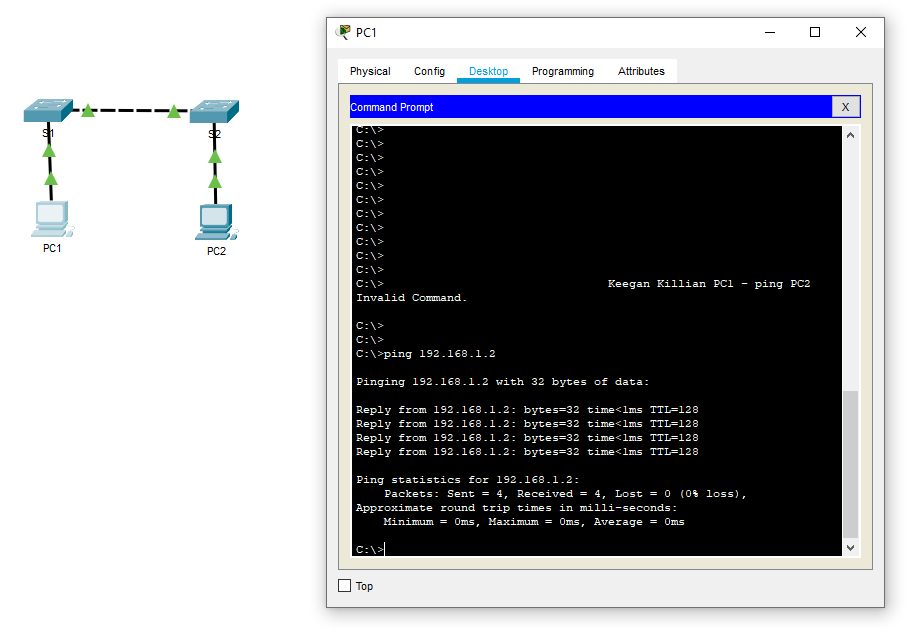 PC1
Physical Config Desktop Programming Attributes
Command Prompt X
S1 S2
PC1 PC2
C:\>
C:\>
C:\>
C:\>
C:\>
C:\>
C:\>
C:\>
C:\>
C:\>
C:\>
C:\> Keegan Killian PC1 - ping PC2
Invalid Command.
C:\>
C:\>
C:\>ping 192.168.1.2
Pinging 192.168.1.2 with 32 bytes of data:
Reply from 192.168.1.2: bytes=32 time<1ms TTL=128
Reply from 192.168.1.2: bytes=32 time<1ms TTL=128
Reply from 192.168.1.2: bytes=32 time<1ms TTL=128
Reply from 192.168.1.2: bytes=32 time<1ms TTL=128
Ping statistics for 192.168.1.2:
Packets: Sent = 4, Received = 4, Lost = 0 (0% loss),
Approximate round trip times in milli-seconds:
Minimum = 0ms, Maximum = 0ms, Average = 0ms
C:\>
Top